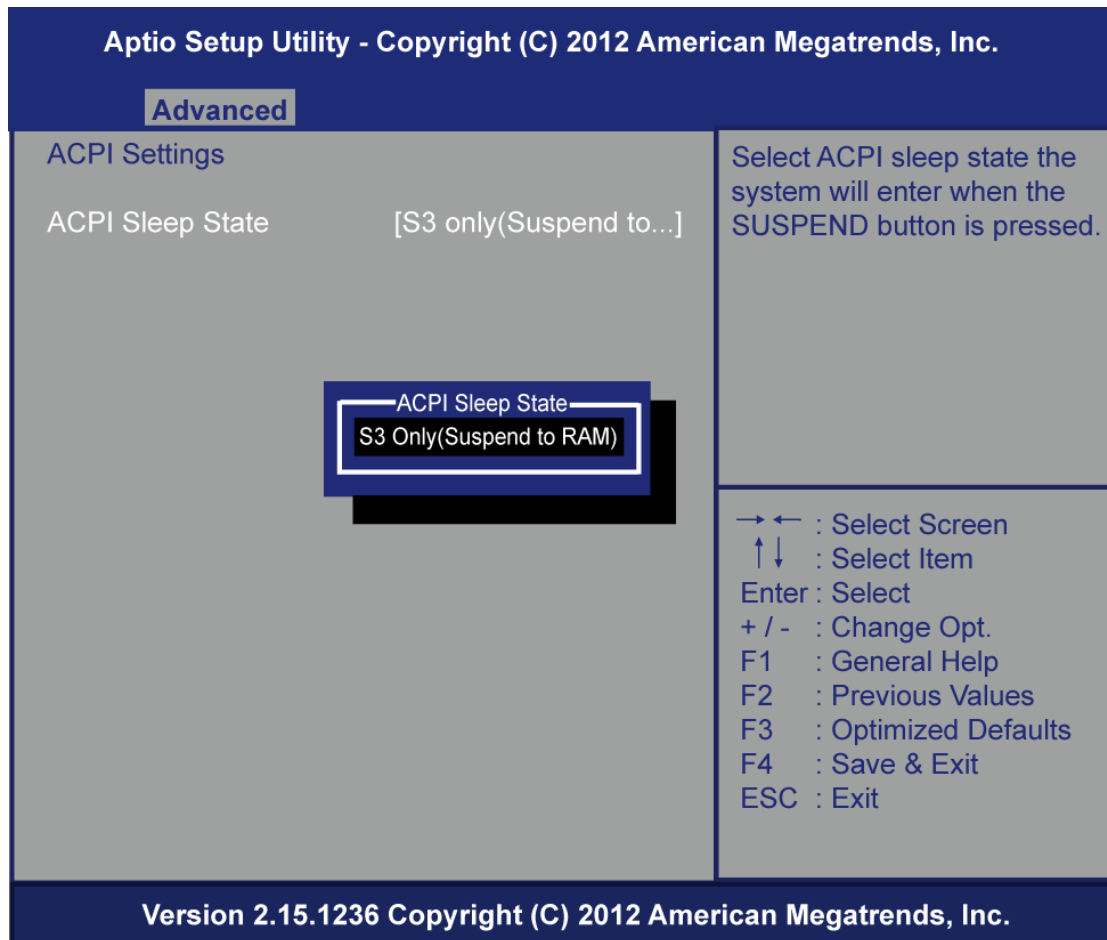 Aptio Setup Utility - Copyright (C) 2012 American Megatrends, Inc.
Advanced
ACPI Settings
ACPI Sleep State [S3 only(Suspend to...]
ACPI Sleep State
S3 Only(Suspend to RAM)
Select ACPI sleep state the
system will enter when the
SUSPEND button is pressed.
→ ← : Select Screen
↑ ↓ : Select Item
Enter : Select
+ / - : Change Opt.
F1 : General Help
F2 : Previous Values
F3 : Optimized Defaults
F4 : Save & Exit
ESC : Exit
Version 2.15.1236 Copyright (C) 2012 American Megatrends, Inc.